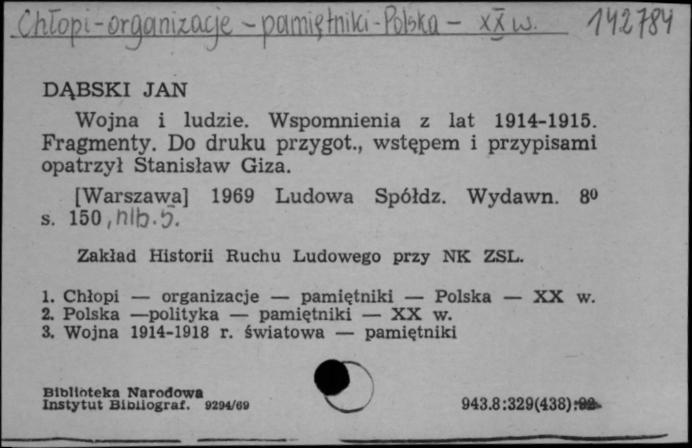 Chłopi-organizacje - pamiętniki - Polska - XX w. 142784
DĄBSKI JAN
Wojna i ludzie. Wspomnienia z lat 1914-1915.
Fragmenty. Do druku przygot., wstępem i przypisami
opatrzył Stanisław Giza.
[Warszawa] 1969 Ludowa Spółdz. Wydawn. 8⁰
s. 150, nlb. 5.
Zakład Historii Ruchu Ludowego przy NK ZSL.
1. Chłopi — organizacje — pamiętniki — Polska — XX w.
2. Polska —polityka — pamiętniki — XX w.
3. Wojna 1914-1918 r. światowa — pamiętniki
Biblioteka Narodowa
Instytut Bibliograf. 9294/69
943.8:329(438):92